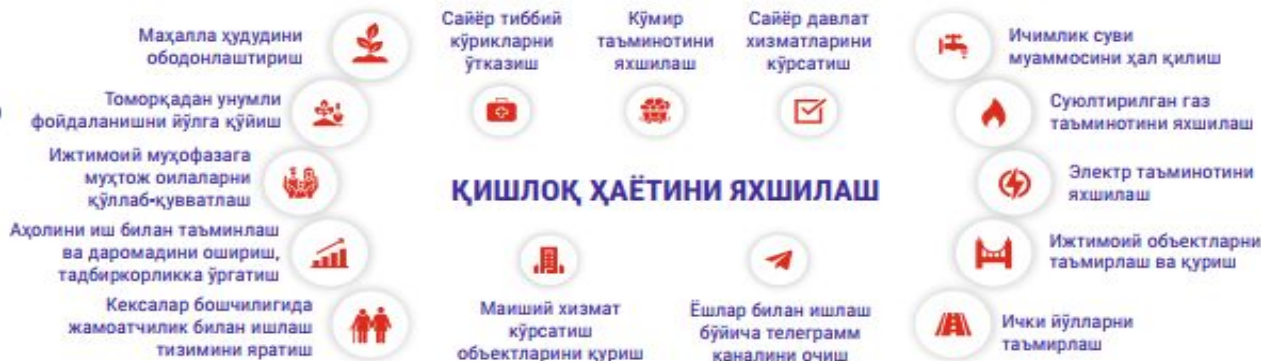 Маҳалла ҳудудини
ободонлаштириш
Томорқадан унумли
фойдаланишни йўлга қўйиш
Ижтимоий муҳофазага
муҳтож оилаларни
қўллаб-қувватлаш
Аҳолини иш билан таъминлаш
ва даромадини ошириш,
тадбиркорликка ўргатиш
Кексалар бошчилигида
жамоатчилик билан ишлаш
тизимини яратиш
Сайёр тиббий
кўрикларни
ўтказиш
Кўмир
таъминотини
яхшилаш
Сайёр давлат
хизматларини
кўрсатиш
ҚИШЛОҚ ҲАЁТИНИ ЯХШИЛАШ
Маиший хизмат
кўрсатиш
объектларини қуриш
Ёшлар билан ишлаш
бўйича телеграмм
каналини очиш
Ичимлик суви
муаммосини ҳал қилиш
Суюлтирилган газ
таъминотини яхшилаш
Электр таъминотини
яхшилаш
Ижтимоий объектларни
таъмирлаш ва қуриш
Ички йўлларни
таъмирлаш